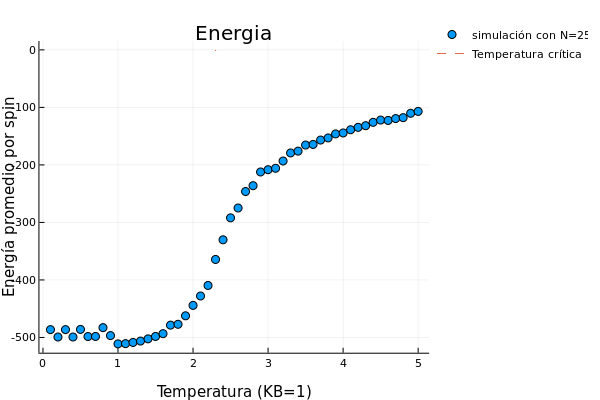 Energia
simulación con N=25
Temperatura crítica
Energía promedio por spin
0
-100
-200
-300
-400
-500
0 1 2 3 4 5
Temperatura (KB=1)